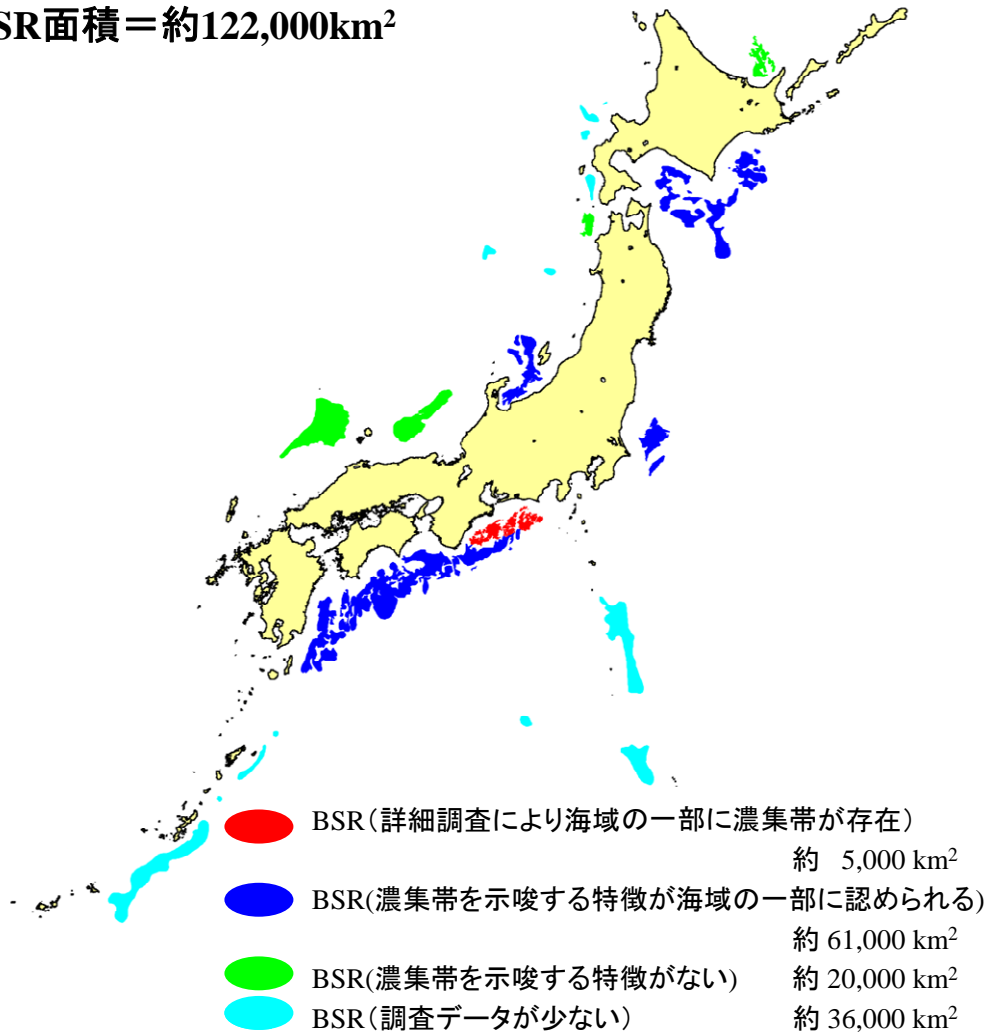 SR面積＝約122,000km²
BSR（詳細調査により海域の一部に濃集帯が存在）
約 5,000 km²
BSR(濃集帯を示唆する特徴が海域の一部に認められる)
約 61,000 km²
BSR(濃集帯を示唆する特徴がない) 約 20,000 km²
BSR（調査データが少ない） 約 36,000 km²